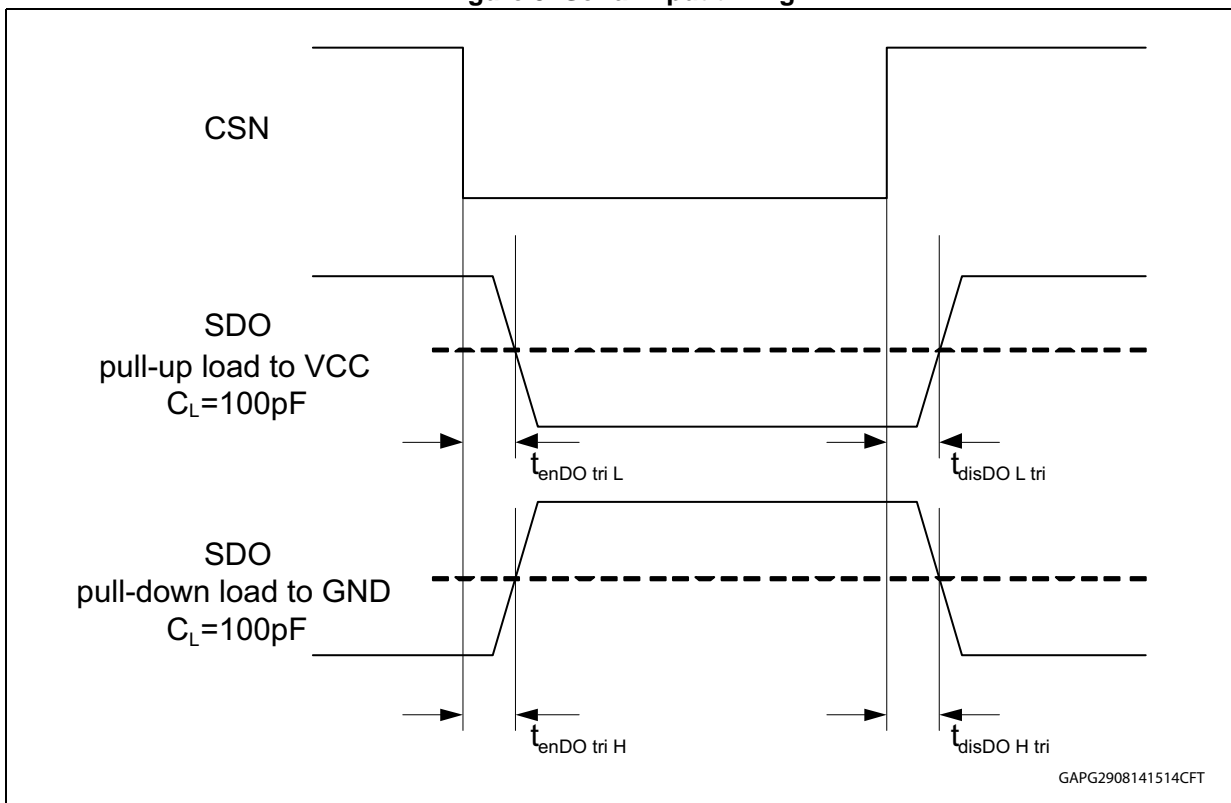 CSN
SDO
pull-up load to VCC
CL=100pF
tenDO tri L
tdisDO L tri
SDO
pull-down load to GND
CL=100pF
tenDO tri H
tdisDO H tri
GAPG2908141514CFT